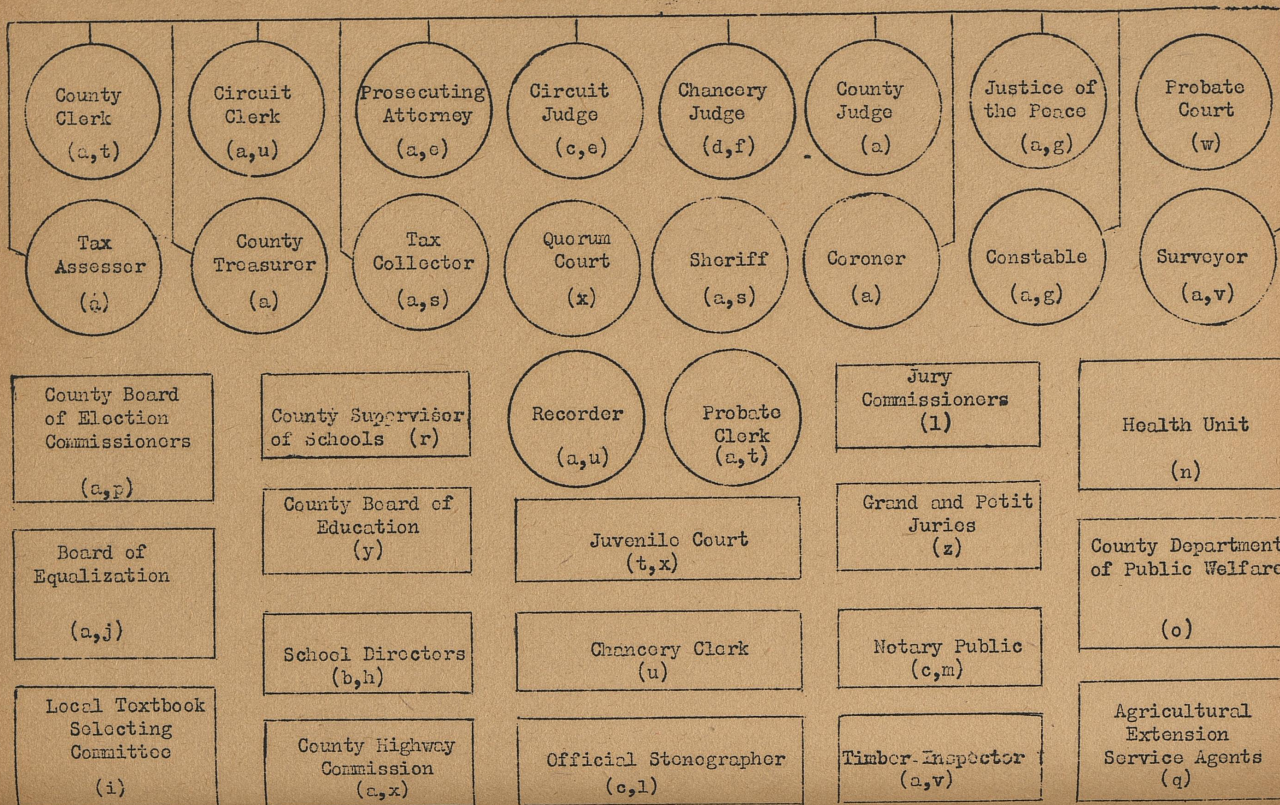 County
Clerk
(a,t)
Circuit
Clerk
(a,u)
Prosecuting
Attorney
(a,e)
Circuit
Judge
(c,e)
Chancery
Judge
(d,f)
County
Judge
(a)
Justice of
the Peace
(a,g)
Probate
Court
(w)
Tax
Assessor
(a)
County
Treasurer
(a)
Tax
Collector
(a,s)
Quorum
Court
(x)
Sheriff
(a,s)
Coroner
(a)
Constable
(a,g)
Surveyor
(a,v)
County Board
of Election
Commissioners
(a,p)
County Supervisor
of Schools (r)
Recorder
(a,u)
Probate
Clerk
(a,t)
Jury
Commissioners
(l)
Health Unit
(n)
County Board of
Education
(y)
Grand and Petit
Juries
(z)
Board of
Equalization
(a,j)
Juvenile Court
(t,x)
County Department
of Public Welfare
(o)
School Directors
(b,h)
Chancery Clerk
(u)
Notary Public
(c,m)
Local Textbook
Selecting
Committee
(i)
County Highway
Commission
(a,x)
Official Stenographer
(c,l)
Timber-Inspector
(a,v)
Agricultural
Extension
Service Agents
(q)